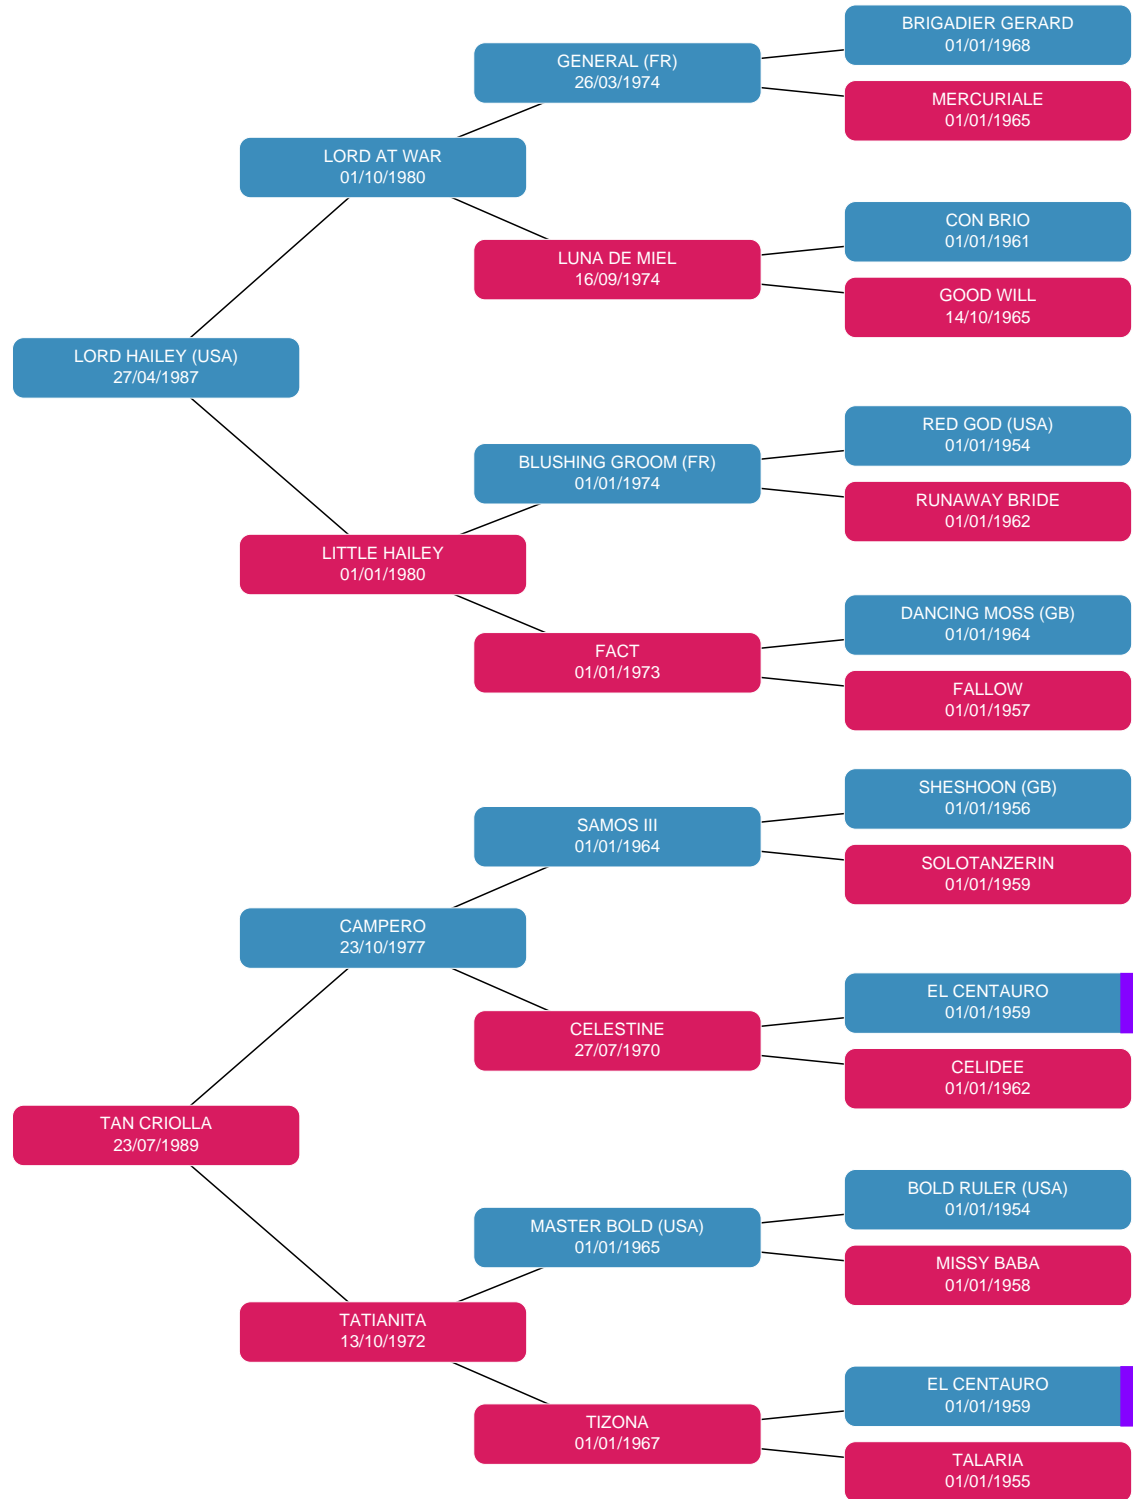 BRIGADIER GERARD
01/01/1968
GENERAL (FR)
26/03/1974
MERCURIALE
01/01/1965
LORD AT WAR
01/10/1980
CON BRIO
01/01/1961
LUNA DE MIEL
16/09/1974
GOOD WILL
14/10/1965
LORD HAILEY (USA)
27/04/1987
RED GOD (USA)
01/01/1954
BLUSHING GROOM (FR)
01/01/1974
RUNAWAY BRIDE
01/01/1962
LITTLE HAILEY
01/01/1980
DANCING MOSS (GB)
01/01/1964
FACT
01/01/1973
FALLOW
01/01/1957
SHESHOON (GB)
01/01/1956
SAMOS III
01/01/1964
SOLOTANZERIN
01/01/1959
CAMPERO
23/10/1977
EL CENTAURO
01/01/1959
CELESTINE
27/07/1970
CELIDEE
01/01/1962
TAN CRIOLLA
23/07/1989
BOLD RULER (USA)
01/01/1954
MASTER BOLD (USA)
01/01/1965
MISSY BABA
01/01/1958
TATIANITA
13/10/1972
EL CENTAURO
01/01/1959
TIZONA
01/01/1967
TALARIA
01/01/1955